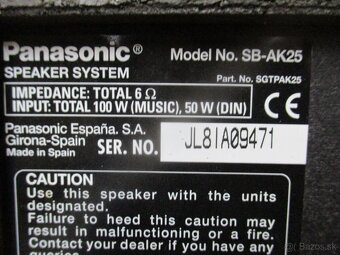 Panasonic®
Model No. SB-AK25
SPEAKER SYSTEM
Part. No. SGTPAK25
IMPEDANCE: TOTAL 6 Ω
INPUT: TOTAL 100 W (MUSIC), 50 W (DIN)
CE
Panasonic España. S.A.
Girona-Spain
Made in Spain
SER. NO.
JL8IA09471
CAUTION
Use this speaker with the units
designated.
Failure to heed this caution may
result in malfunctioning or a fire.
Contact your dealer if you have any
queries.
© Bazos.sk